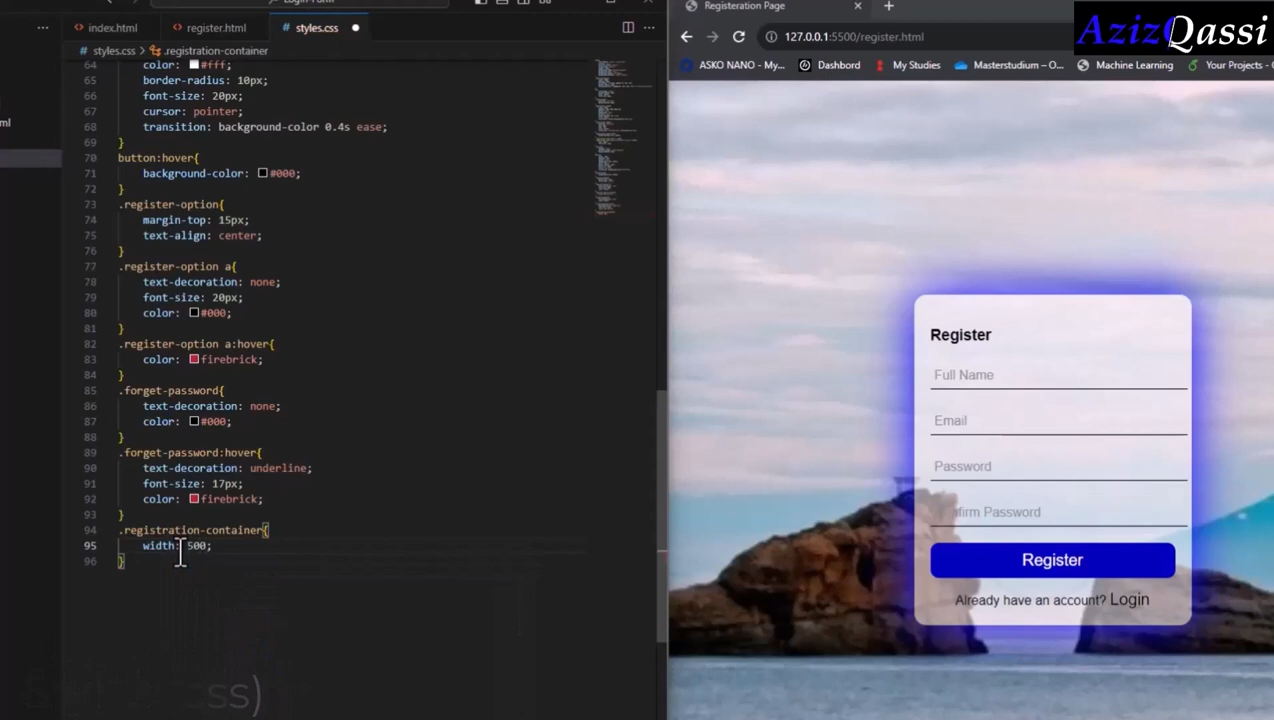 Login Form
index.html
register.html
styles.css
styles.css > .registration-container
ml
64 color: #fff;
65 border-radius: 10px;
66 font-size: 20px;
67 cursor: pointer;
68 transition: background-color 0.4s ease;
69 }
70 button:hover{
71 background-color: #000;
72 }
73 .register-option{
74 margin-top: 15px;
75 text-align: center;
76 }
77 .register-option a{
78 text-decoration: none;
79 font-size: 20px;
80 color: #000;
81 }
82 .register-option a:hover{
83 color: firebrick;
84 }
85 .forget-password{
86 text-decoration: none;
87 color: #000;
88 }
89 .forget-password:hover{
90 text-decoration: underline;
91 font-size: 17px;
92 color: firebrick;
93 }
94 .registration-container{
95 width: 500;
96 }
ss)
Registeration Page
AzizQassi
127.0.0.1:5500/register.html
ASKO NANO - My...
Dashbord
My Studies
Masterstudium – O...
Machine Learning
Your Projects -
Register
Full Name
Email
Password
Confirm Password
Register
Already have an account? Login